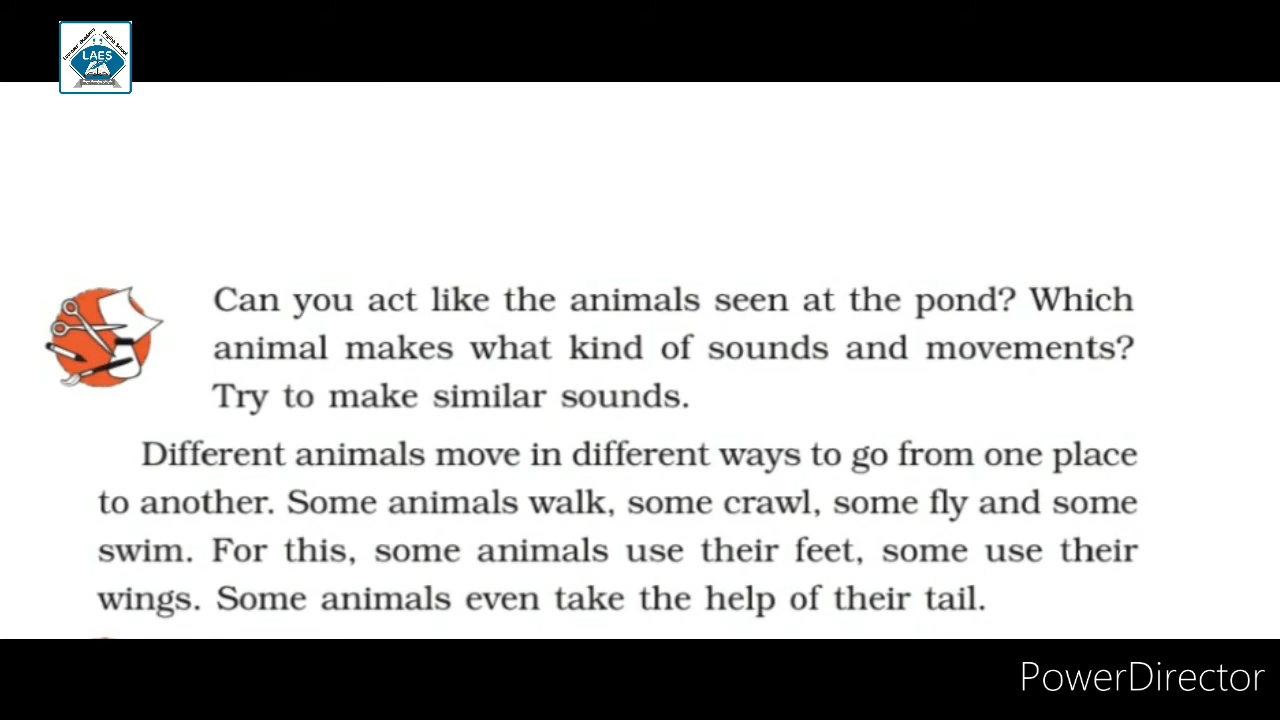 LAES
Can you act like the animals seen at the pond? Which
animal makes what kind of sounds and movements?
Try to make similar sounds.
Different animals move in different ways to go from one place
to another. Some animals walk, some crawl, some fly and some
swim. For this, some animals use their feet, some use their
wings. Some animals even take the help of their tail.
PowerDirector